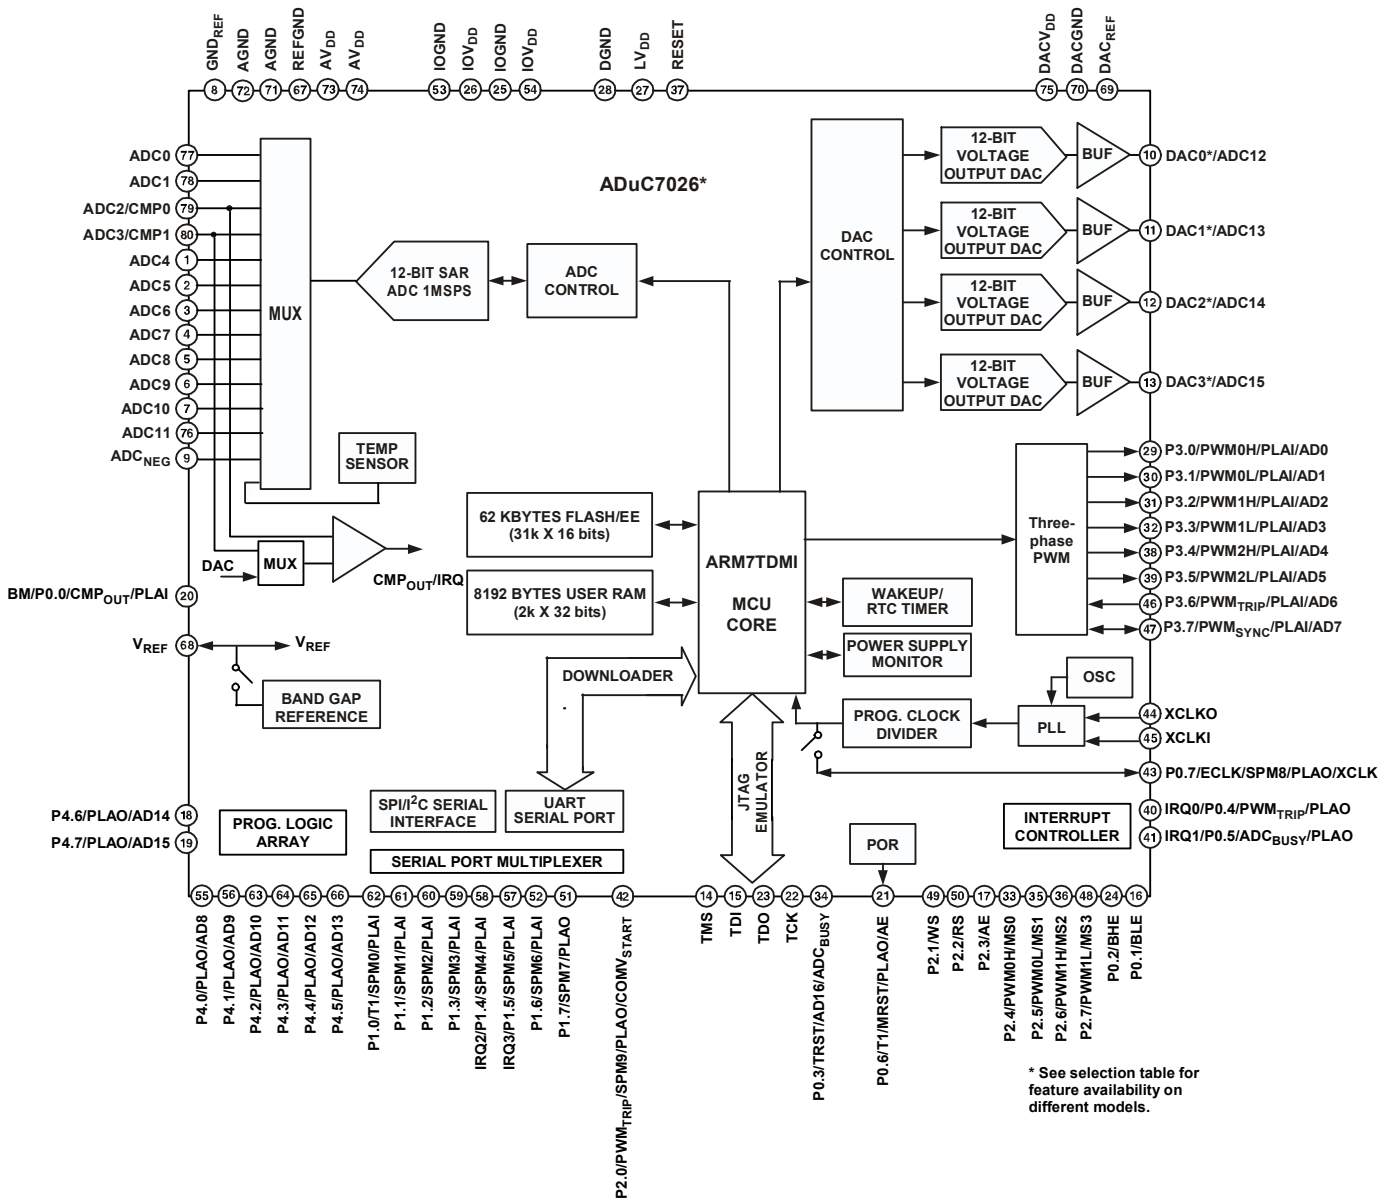 GNDREF
AGND
AGND
REFGND
AVDD
AVDD
IOGND
IOVDD
IOGND
IOVDD
DGND
LVDD
RESET
DACVDD
DACGND
DACREF
8
72
71
67
73
74
53
26
25
54
28
27
37
75
70
69
ADuC7026*
ADC0
77
ADC1
78
ADC2/CMP0
79
ADC3/CMP1
80
ADC4
1
ADC5
2
ADC6
3
ADC7
4
ADC8
5
ADC9
6
ADC10
7
ADC11
76
ADCNEG
9
MUX
12-BIT SAR
ADC 1MSPS
ADC
CONTROL
DAC
CONTROL
12-BIT
VOLTAGE
OUTPUT DAC
BUF
10
DAC0*/ADC12
12-BIT
VOLTAGE
OUTPUT DAC
BUF
11
DAC1*/ADC13
12-BIT
VOLTAGE
OUTPUT DAC
BUF
12
DAC2*/ADC14
12-BIT
VOLTAGE
OUTPUT DAC
BUF
13
DAC3*/ADC15
TEMP
SENSOR
MUX
DAC
CMPOUT/IRQ
BM/P0.0/CMPOUT/PLAI
20
VREF
68
VREF
BAND GAP
REFERENCE
62 KBYTES FLASH/EE
(31k X 16 bits)
8192 BYTES USER RAM
(2k X 32 bits)
ARM7TDMI
MCU
CORE
DOWNLOADER
WAKEUP/
RTC TIMER
POWER SUPPLY
MONITOR
PROG. CLOCK
DIVIDER
PLL
OSC
Three-
phase
PWM
29
P3.0/PWM0H/PLAI/AD0
30
P3.1/PWM0L/PLAI/AD1
31
P3.2/PWM1H/PLAI/AD2
32
P3.3/PWM1L/PLAI/AD3
38
P3.4/PWM2H/PLAI/AD4
39
P3.5/PWM2L/PLAI/AD5
46
P3.6/PWMTRIP/PLAI/AD6
47
P3.7/PWMSYNC/PLAI/AD7
44
XCLKO
45
XCLKI
43
P0.7/ECLK/SPM8/PLAO/XCLK
40
IRQ0/P0.4/PWMTRIP/PLAO
41
IRQ1/P0.5/ADCBUSY/PLAO
P4.6/PLAO/AD14
18
P4.7/PLAO/AD15
19
PROG. LOGIC
ARRAY
SPI/I2C SERIAL
INTERFACE
UART
SERIAL PORT
SERIAL PORT MULTIPLEXER
JTAG
EMULATOR
POR
INTERRUPT
CONTROLLER
55
56
63
64
65
66
62
61
60
59
58
57
52
51
42
14
15
23
22
34
21
49
50
17
33
35
36
48
24
16
P4.0/PLAO/AD8
P4.1/PLAO/AD9
P4.2/PLAO/AD10
P4.3/PLAO/AD11
P4.4/PLAO/AD12
P4.5/PLAO/AD13
P1.0/T1/SPM0/PLAI
P1.1/SPM1/PLAI
P1.2/SPM2/PLAI
P1.3/SPM3/PLAI
IRQ2/P1.4/SPM4/PLAI
IRQ3/P1.5/SPM5/PLAI
P1.6/SPM6/PLAI
P1.7/SPM7/PLAO
P2.0/PWMTRIP/SPM9/PLAO/COMVSTART
TMS
TDI
TDO
TCK
P0.3/TRST/AD16/ADCBUSY
P0.6/T1/MRST/PLAO/AE
P2.1/WS
P2.2/RS
P2.3/AE
P2.4/PWM0H/MS0
P2.5/PWM0L/MS1
P2.6/PWM1H/MS2
P2.7/PWM1L/MS3
P0.2/BHE
P0.1/BLE
* See selection table for
feature availability on
different models.